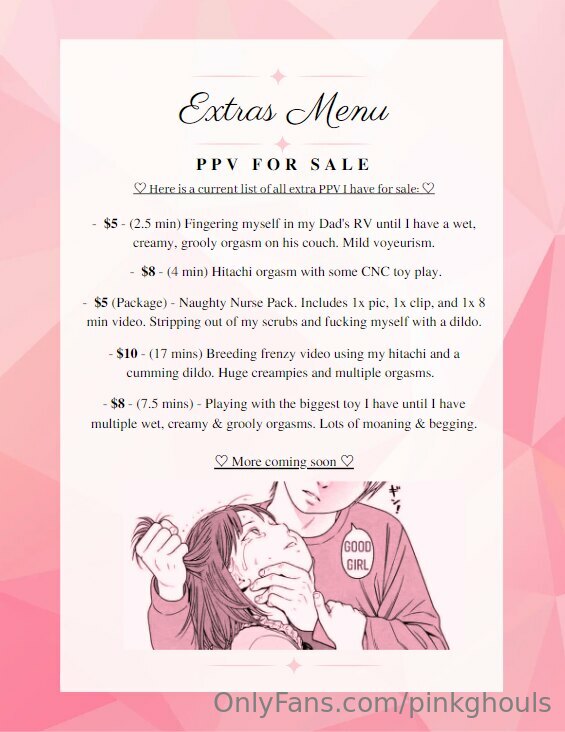 Extras Menu
PPV FOR SALE
♡ Here is a current list of all extra PPV I have for sale: ♡
- $5 - (2.5 min) Fingering myself in my Dad's RV until I have a wet,
creamy, grooly orgasm on his couch. Mild voyeurism.
- $8 - (4 min) Hitachi orgasm with some CNC toy play.
- $5 (Package) - Naughty Nurse Pack. Includes 1x pic, 1x clip, and 1x 8
min video. Stripping out of my scrubs and fucking myself with a dildo.
- $10 - (17 mins) Breeding frenzy video using my hitachi and a
cumming dildo. Huge creampies and multiple orgasms.
- $8 - (7.5 mins) - Playing with the biggest toy I have until I have
multiple wet, creamy & grooly orgasms. Lots of moaning & begging.
♡ More coming soon ♡
ギン!
GOOD
GIRL
OnlyFans.com/pinkghouls